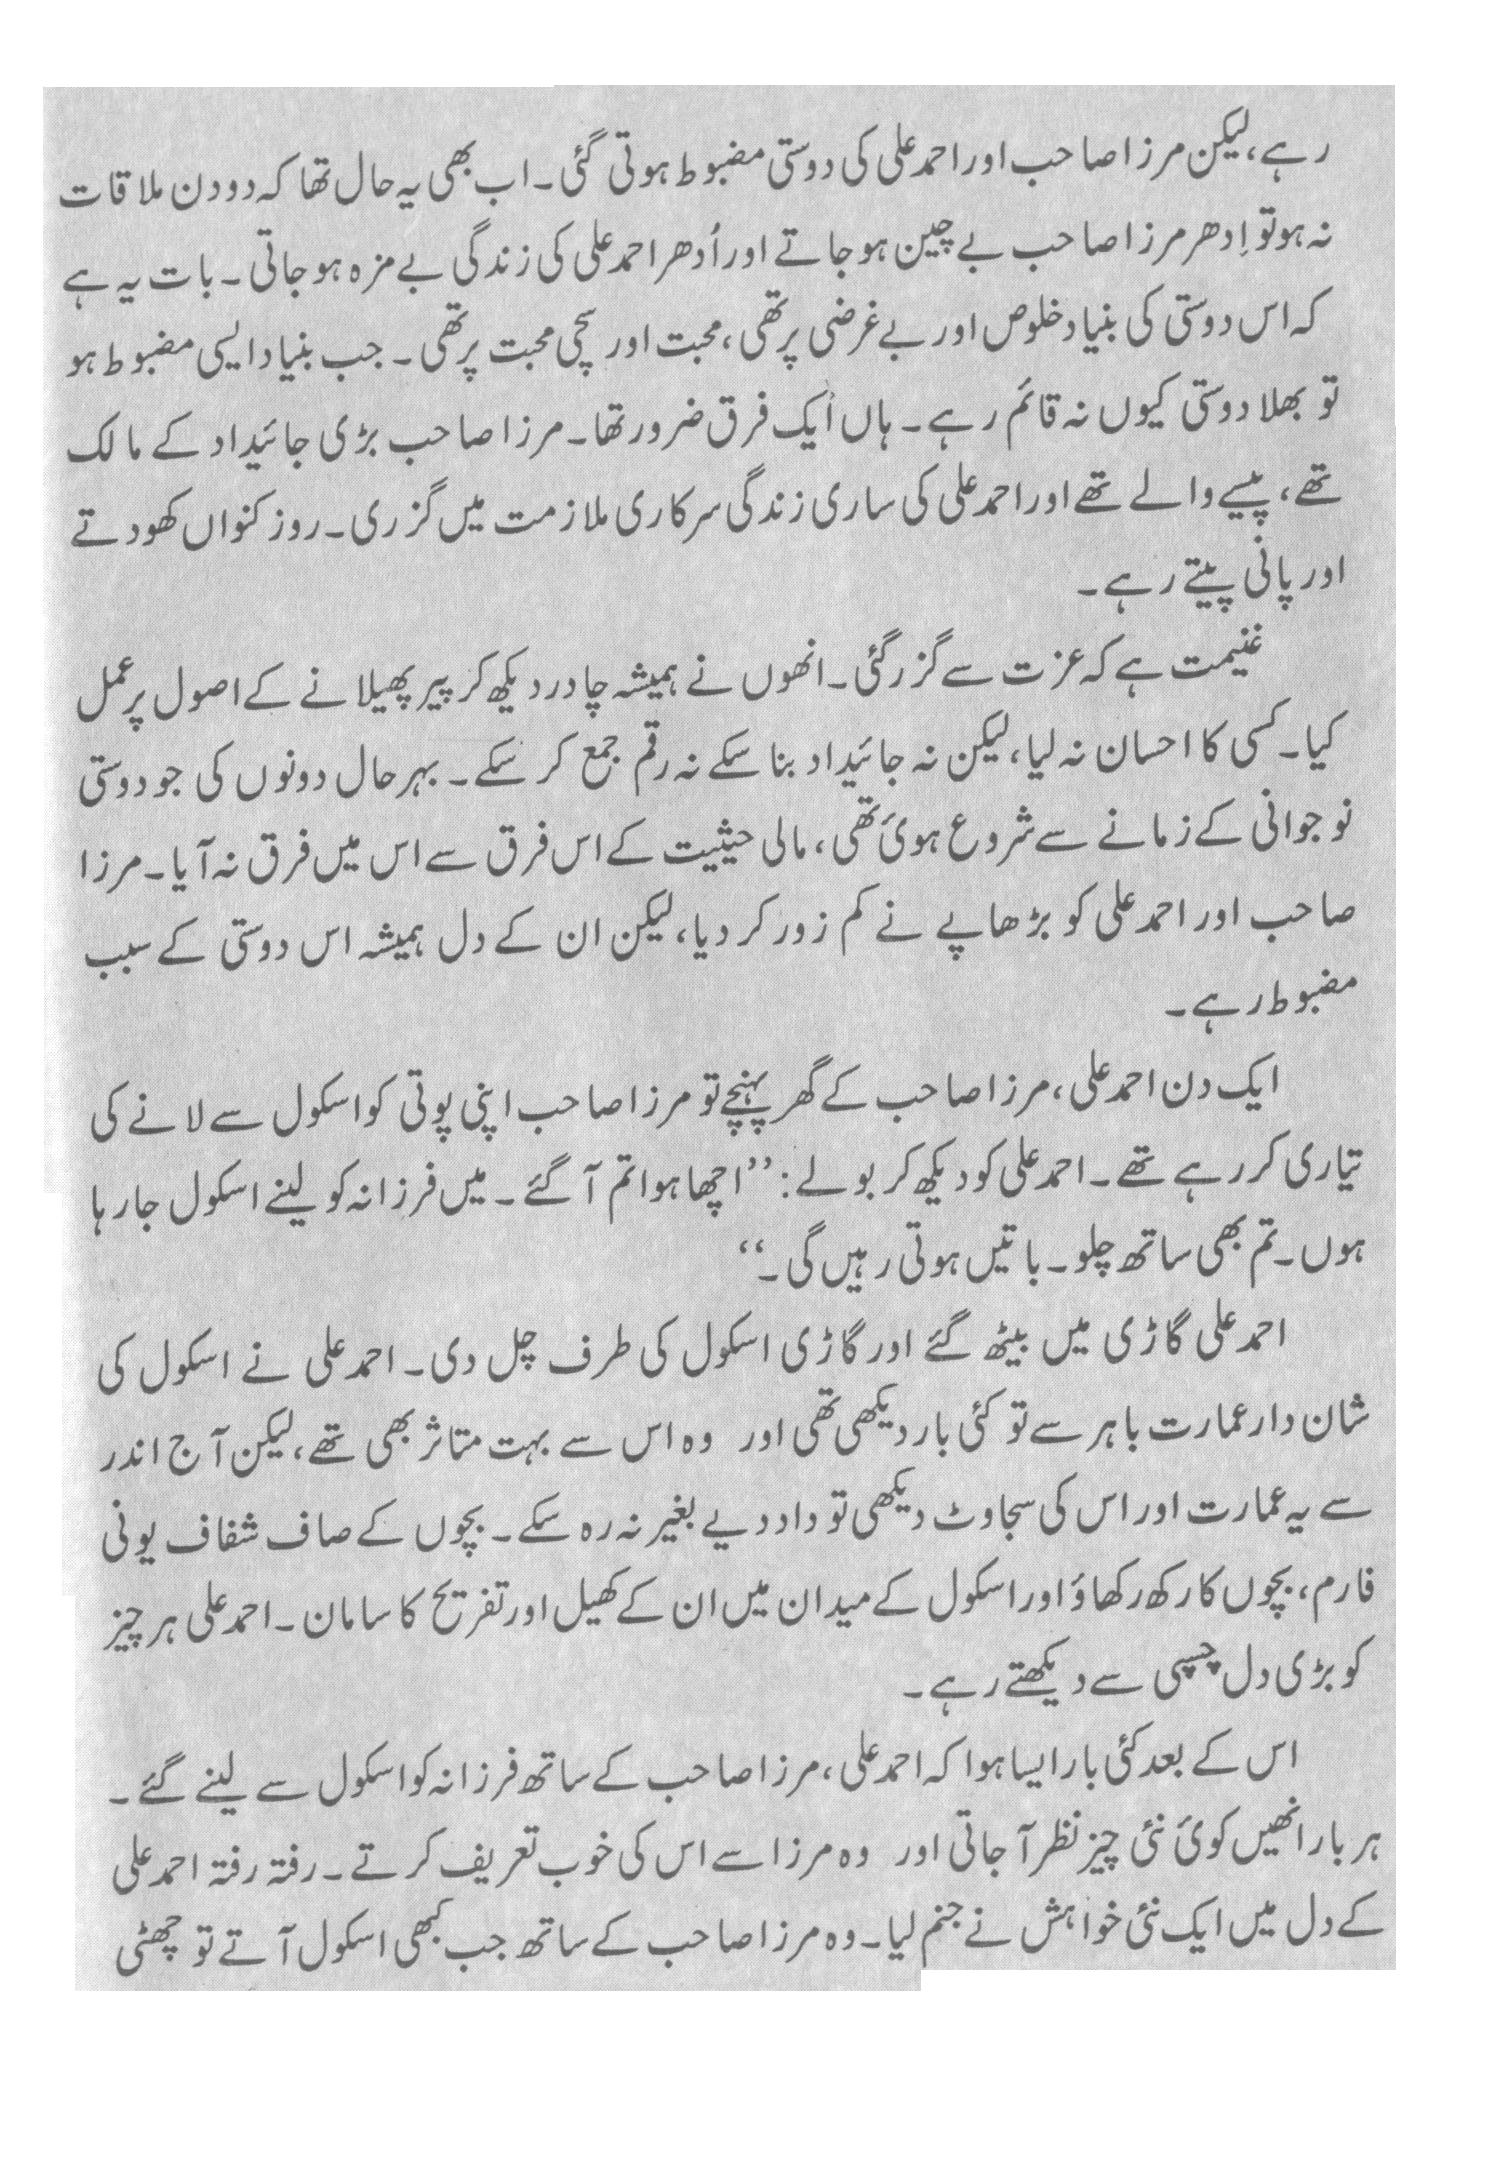 رہے، لیکن مرزا صاحب اور احمد علی کی دوستی مضبوط ہوتی گئی۔ اب بھی یہ حال تھا کہ دو دن ملاقات
نہ ہو تو اِدھر مرزا صاحب بے چین ہو جاتے اور اُدھر احمد علی کی زندگی بے مزہ ہو جاتی۔ بات یہ ہے
کہ اس دوستی کی بنیاد خلوص اور بے غرضی پر تھی، محبت اور سچی محبت پر تھی۔ جب بنیاد ایسی مضبوط ہو
تو بھلا دوستی کیوں نہ قائم رہے۔ ہاں ایک فرق ضرور تھا۔ مرزا صاحب بڑی جائیداد کے مالک
تھے، پیسے والے تھے اور احمد علی کی ساری زندگی سرکاری ملازمت میں گزری۔ روز کنواں کھودتے
اور پانی پیتے رہے۔
غنیمت ہے کہ عزت سے گزر گئی۔ انھوں نے ہمیشہ چادر دیکھ کر پیر پھیلانے کے اصول پر عمل
کیا۔ کسی کا احسان نہ لیا، لیکن نہ جائیداد بنا سکے نہ رقم جمع کر سکے۔ بہرحال دونوں کی جو دوستی
نوجوانی کے زمانے سے شروع ہوئی تھی، مالی حیثیت کے اس فرق سے اس میں فرق نہ آیا۔ مرزا
صاحب اور احمد علی کو بڑھاپے نے کم زور کر دیا، لیکن ان کے دل ہمیشہ اس دوستی کے سبب
مضبوط رہے۔
ایک دن احمد علی، مرزا صاحب کے گھر پہنچے تو مرزا صاحب اپنی پوتی کو اسکول سے لانے کی
تیاری کر رہے تھے۔ احمد علی کو دیکھ کر بولے: ”اچھا ہوا تم آ گئے۔ میں فرزانہ کو لینے اسکول جا رہا
ہوں۔ تم بھی ساتھ چلو۔ باتیں ہوتی رہیں گی۔“
احمد علی گاڑی میں بیٹھ گئے اور گاڑی اسکول کی طرف چل دی۔ احمد علی نے اسکول کی
شان دار عمارت باہر سے تو کئی بار دیکھی تھی اور وہ اس سے بہت متاثر بھی تھے، لیکن آج اندر
سے یہ عمارت اور اس کی سجاوٹ دیکھی تو داد دیے بغیر نہ رہ سکے۔ بچوں کے صاف شفاف یونی
فارم، بچوں کا رکھ رکھاؤ اور اسکول کے میدان میں ان کے کھیل اور تفریح کا سامان۔ احمد علی ہر چیز
کو بڑی دل چسپی سے دیکھتے رہے۔
اس کے بعد کئی بار ایسا ہوا کہ احمد علی، مرزا صاحب کے ساتھ فرزانہ کو اسکول سے لینے گئے۔
ہر بار انھیں کوئی نئی چیز نظر آ جاتی اور وہ مرزا سے اس کی خوب تعریف کرتے۔ رفتہ رفتہ احمد علی
کے دل میں ایک نئی خواہش نے جنم لیا۔ وہ مرزا صاحب کے ساتھ جب کبھی اسکول آتے تو چھٹی